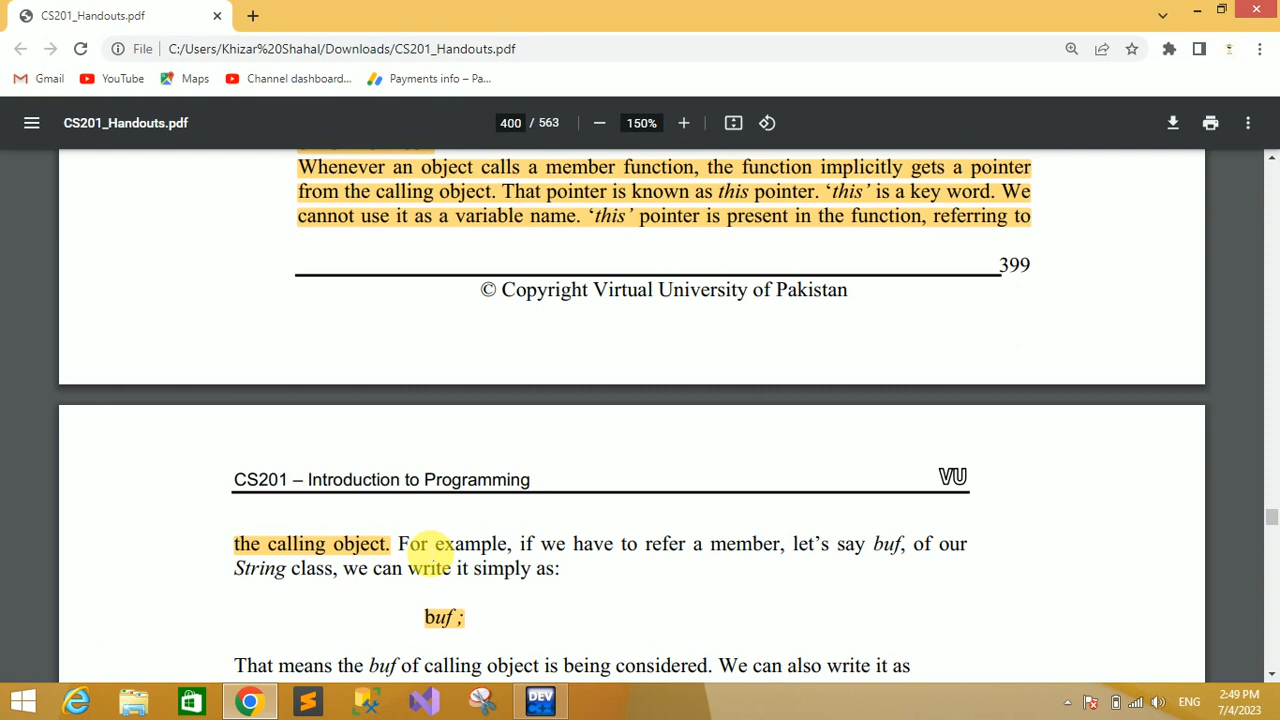 CS201_Handouts.pdf
File C:/Users/Khizar%20Shahal/Downloads/CS201_Handouts.pdf
Gmail YouTube Maps Channel dashboard... Payments info – Pa...
CS201_Handouts.pdf 400 / 563 150%
Whenever an object calls a member function, the function implicitly gets a pointer
from the calling object. That pointer is known as this pointer. ‘this’ is a key word. We
cannot use it as a variable name. ‘this’ pointer is present in the function, referring to
399
© Copyright Virtual University of Pakistan
CS201 – Introduction to Programming VU
the calling object. For example, if we have to refer a member, let’s say buf, of our
String class, we can write it simply as:
buf ;
That means the buf of calling object is being considered. We can also write it as
DEV
ENG
2:49 PM
7/4/2023